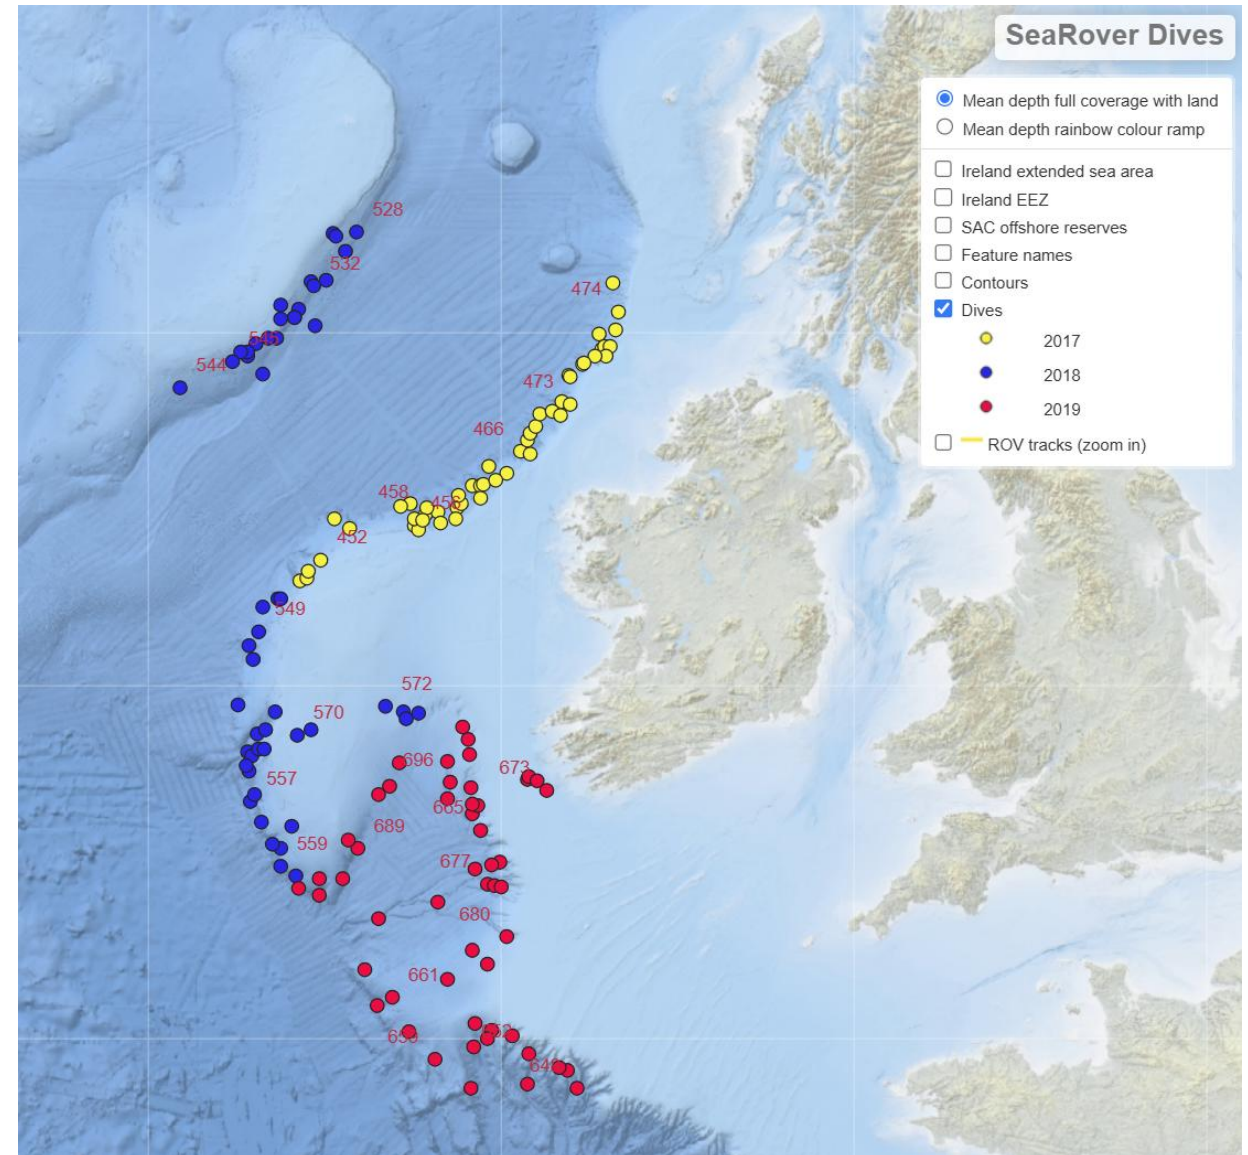 SeaRover Dives
Mean depth full coverage with land
Mean depth rainbow colour ramp
Ireland extended sea area
Ireland EEZ
SAC offshore reserves
Feature names
Contours
Dives
2017
2018
2019
ROV tracks (zoom in)
528
532
474
544
473
466
458
456
452
549
572
570
696
673
557
665
689
559
677
680
661